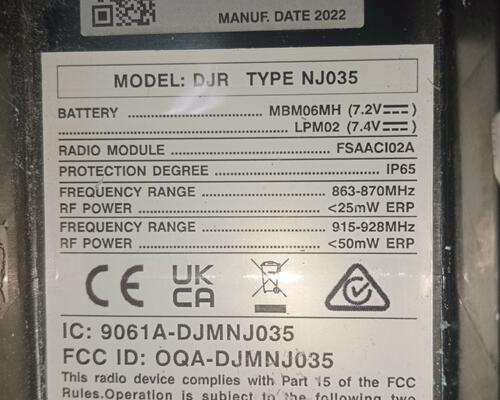 MANUF. DATE 2022
MODEL: DJR TYPE NJ035
BATTERY ........................ MBM06MH (7.2V⎓)
........................ LPM02 (7.4V⎓)
RADIO MODULE ........................ FSAACI02A
PROTECTION DEGREE ........................ IP65
FREQUENCY RANGE ........................ 863-870MHz
RF POWER ........................ <25mW ERP
FREQUENCY RANGE ........................ 915-928MHz
RF POWER ........................ <50mW ERP
CE UK
CA
IC: 9061A-DJMNJ035
FCC ID: OQA-DJMNJ035
This radio device complies with Part 15 of the FCC
Rules.Operation is subject to the following two